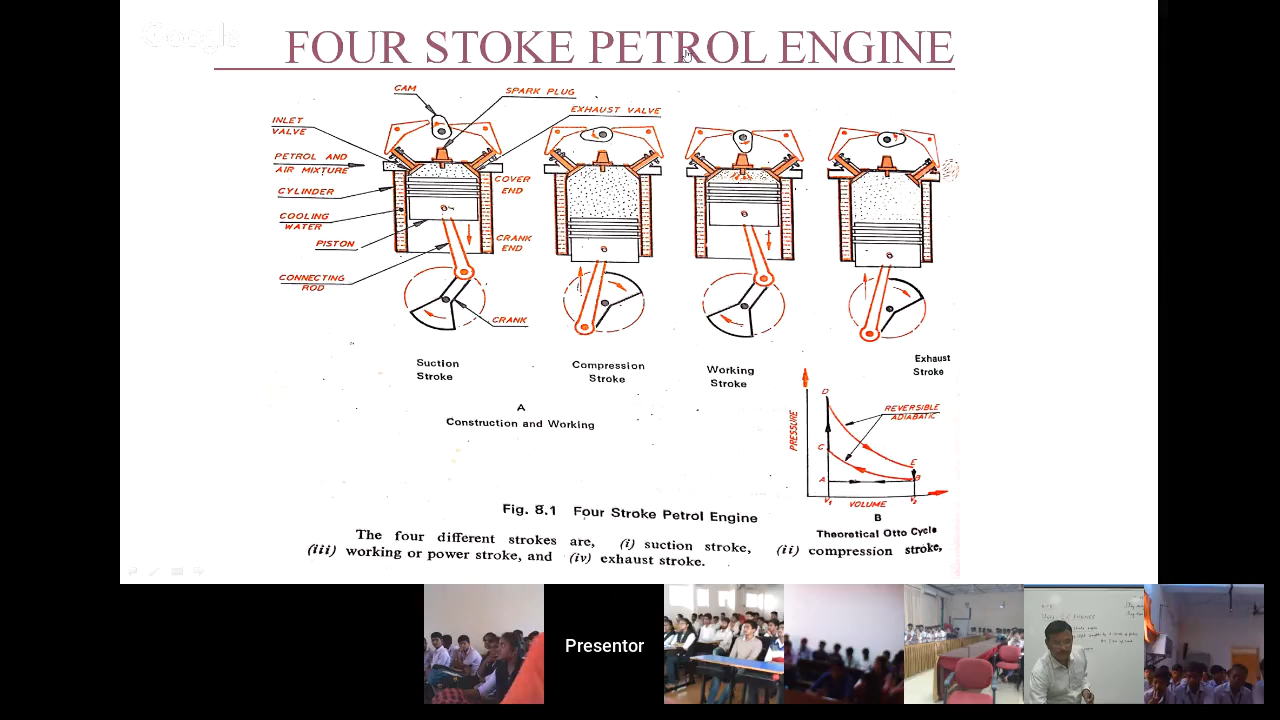 Google
FOUR STOKE PETROL ENGINE
CAM
SPARK PLUG
EXHAUST VALVE
INLET
VALVE
PETROL AND
AIR MIXTURE
CYLINDER
COOLING
WATER
PISTON
CONNECTING
ROD
COVER
END
CRANK
END
CRANK
Suction
Stroke
Compression
Stroke
Working
Stroke
Exhaust
Stroke
A
Construction and Working
PRESSURE
D
C
A
E
B
REVERSIBLE
ADIABATIC
V1
VOLUME
V2
B
Theoretical Otto Cycle
Fig. 8.1 Four Stroke Petrol Engine
The four different strokes are, (i) suction stroke, (ii) compression stroke,
(iii) working or power stroke, and (iv) exhaust stroke.
Presentor